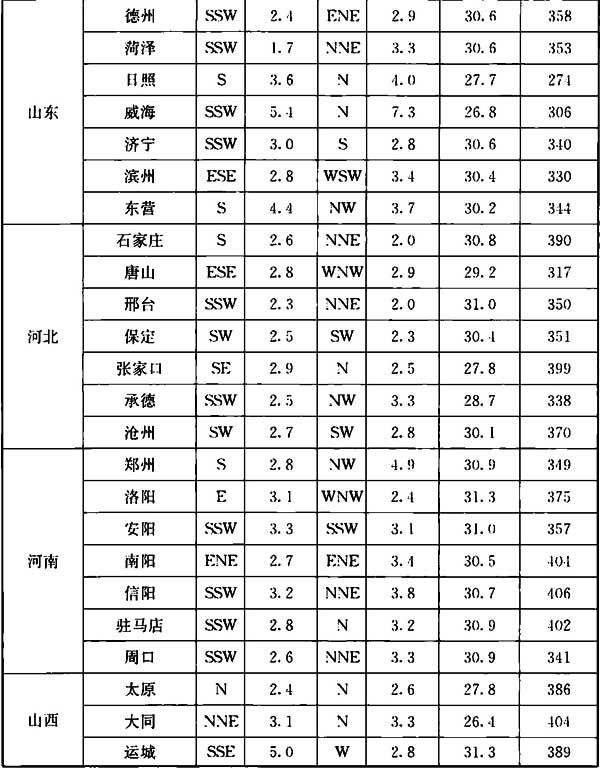 山东
德州 SSW 2.4 ENE 2.9 30.6 358
菏泽 SSW 1.7 NNE 3.3 30.6 353
日照 S 3.6 N 4.0 27.7 274
威海 SSW 5.4 N 7.3 26.8 306
济宁 SSW 3.0 S 2.8 30.6 340
滨州 ESE 2.8 WSW 3.4 30.4 330
东营 S 4.4 NW 3.7 30.2 344
河北
石家庄 S 2.6 NNE 2.0 30.8 390
唐山 ESE 2.8 WNW 2.9 29.2 317
邢台 SSW 2.3 NNE 2.0 31.0 350
保定 SW 2.5 SW 2.3 30.4 351
张家口 SE 2.9 N 2.5 27.8 399
承德 SSW 2.5 NW 3.3 28.7 338
沧州 SW 2.7 SW 2.8 30.1 370
河南
郑州 S 2.8 NW 4.9 30.9 349
洛阳 E 3.1 WNW 2.4 31.3 375
安阳 SSW 3.3 SSW 3.1 31.0 357
南阳 ENE 2.7 ENE 3.4 30.5 404
信阳 SSW 3.2 NNE 3.8 30.7 406
驻马店 SSW 2.8 N 3.2 30.9 402
周口 SSW 2.6 NNE 3.3 30.9 341
山西
太原 N 2.4 N 2.6 27.8 386
大同 NNE 3.1 N 3.3 26.4 404
运城 SSE 5.0 W 2.8 31.3 389